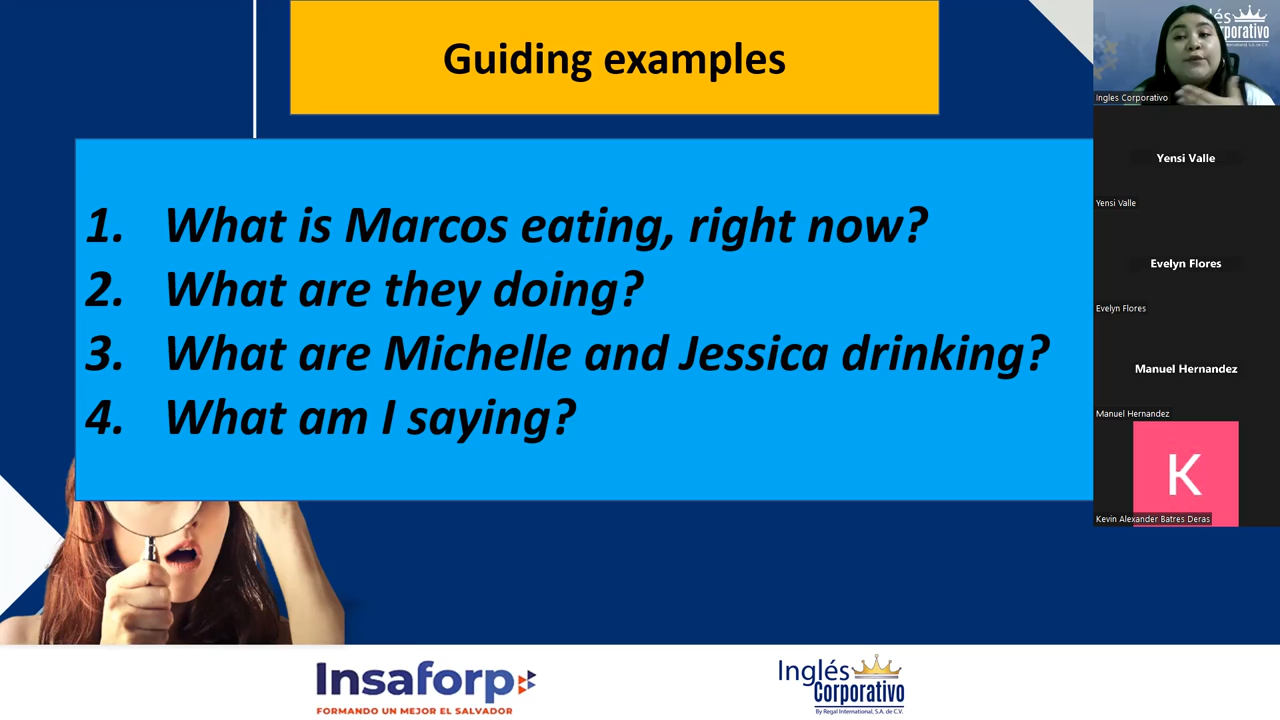 Guiding examples
1. What is Marcos eating, right now?
2. What are they doing?
3. What are Michelle and Jessica drinking?
4. What am I saying?
Insaforp
FORMANDO UN MEJOR EL SALVADOR
Inglés
Corporativo
By Regal International, S.A. de C.V.
Ingles Corporativo
Yensi Valle
Yensi Valle
Evelyn Flores
Evelyn Flores
Manuel Hernandez
Manuel Hernandez
K
Kevin Alexander Batres Deras